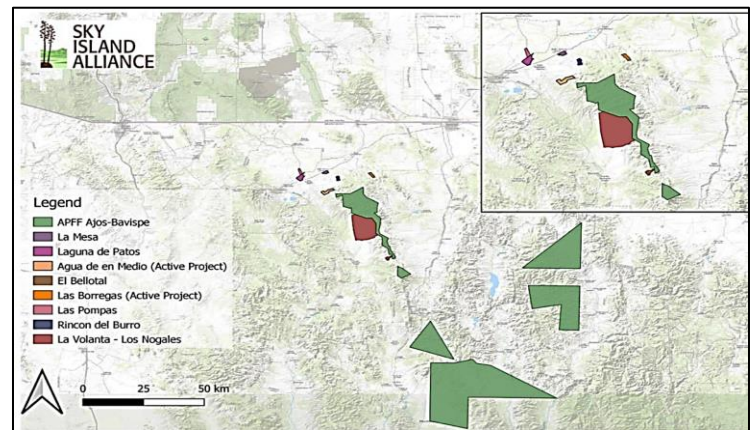 SKY
ISLAND
ALLIANCE
Legend
APFF Ajos-Bavispe
La Mesa
Laguna de Patos
Agua de en Medio (Active Project)
El Bellotal
Las Borregas (Active Project)
Las Pompas
Rincon del Burro
La Volanta - Los Nogales
0 25 50 km